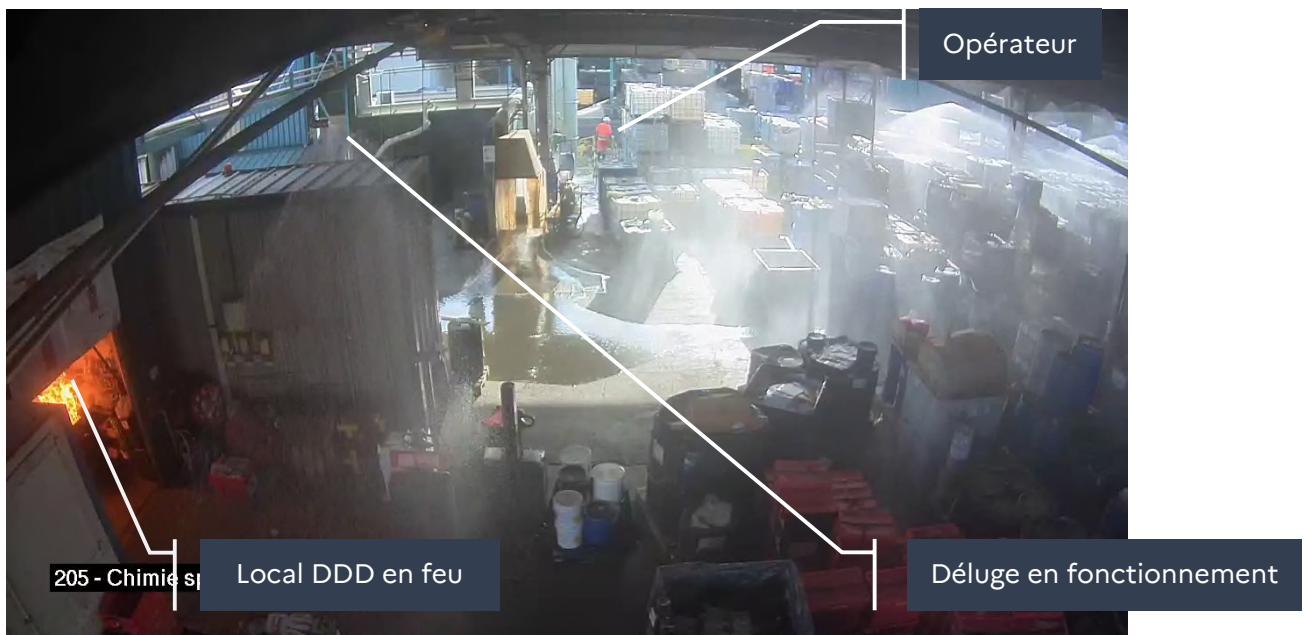 Opérateur
205 - Chimie sp
Local DDD en feu
Déluge en fonctionnement